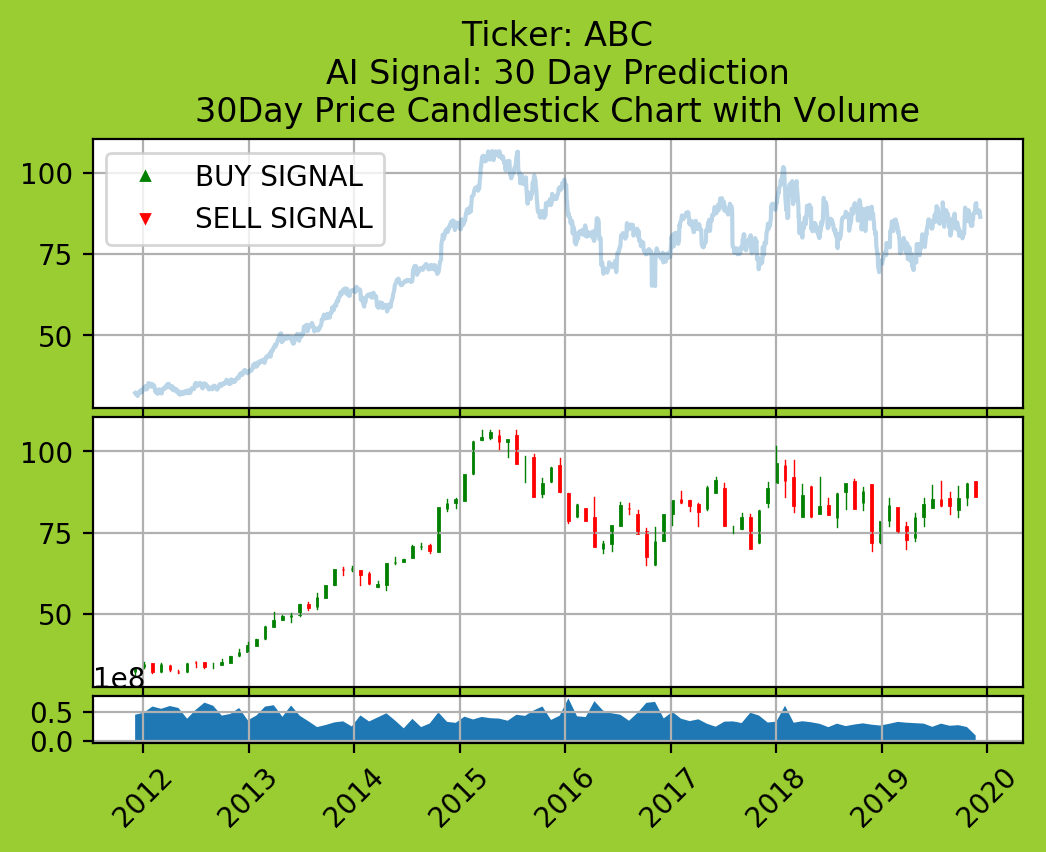 Ticker: ABC
AI Signal: 30 Day Prediction
30Day Price Candlestick Chart with Volume
100
75
50
BUY SIGNAL
SELL SIGNAL
100
75
50
1e8
0.5
0.0
2012
2013
2014
2015
2016
2017
2018
2019
2020